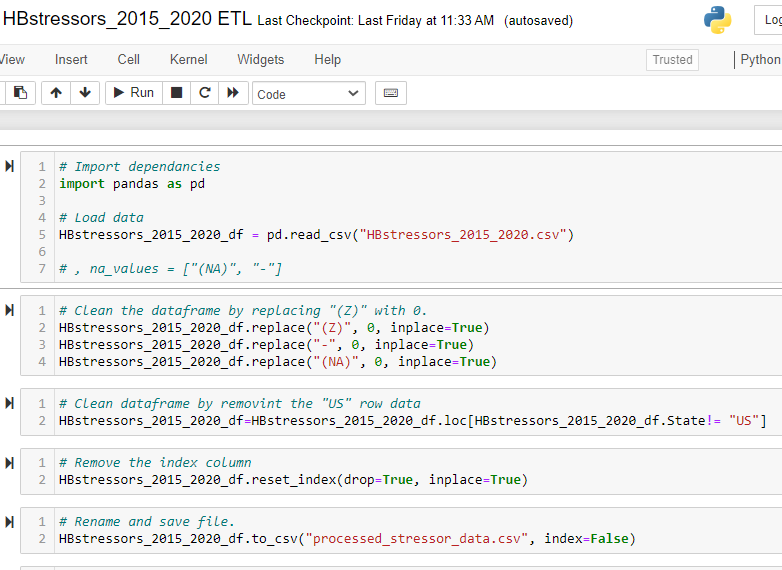 HBstressors_2015_2020 ETL Last Checkpoint: Last Friday at 11:33 AM (autosaved)
View Insert Cell Kernel Widgets Help Trusted Python
Run Code
1 # Import dependancies
2 import pandas as pd
3
4 # Load data
5 HBstressors_2015_2020_df = pd.read_csv("HBstressors_2015_2020.csv")
6
7 # , na_values = ["(NA)", "-"]
1 # Clean the dataframe by replacing "(Z)" with 0.
2 HBstressors_2015_2020_df.replace("(Z)", 0, inplace=True)
3 HBstressors_2015_2020_df.replace("-", 0, inplace=True)
4 HBstressors_2015_2020_df.replace("(NA)", 0, inplace=True)
1 # Clean dataframe by removint the "US" row data
2 HBstressors_2015_2020_df=HBstressors_2015_2020_df.loc[HBstressors_2015_2020_df.State!= "US"]
1 # Remove the index column
2 HBstressors_2015_2020_df.reset_index(drop=True, inplace=True)
1 # Rename and save file.
2 HBstressors_2015_2020_df.to_csv("processed_stressor_data.csv", index=False)